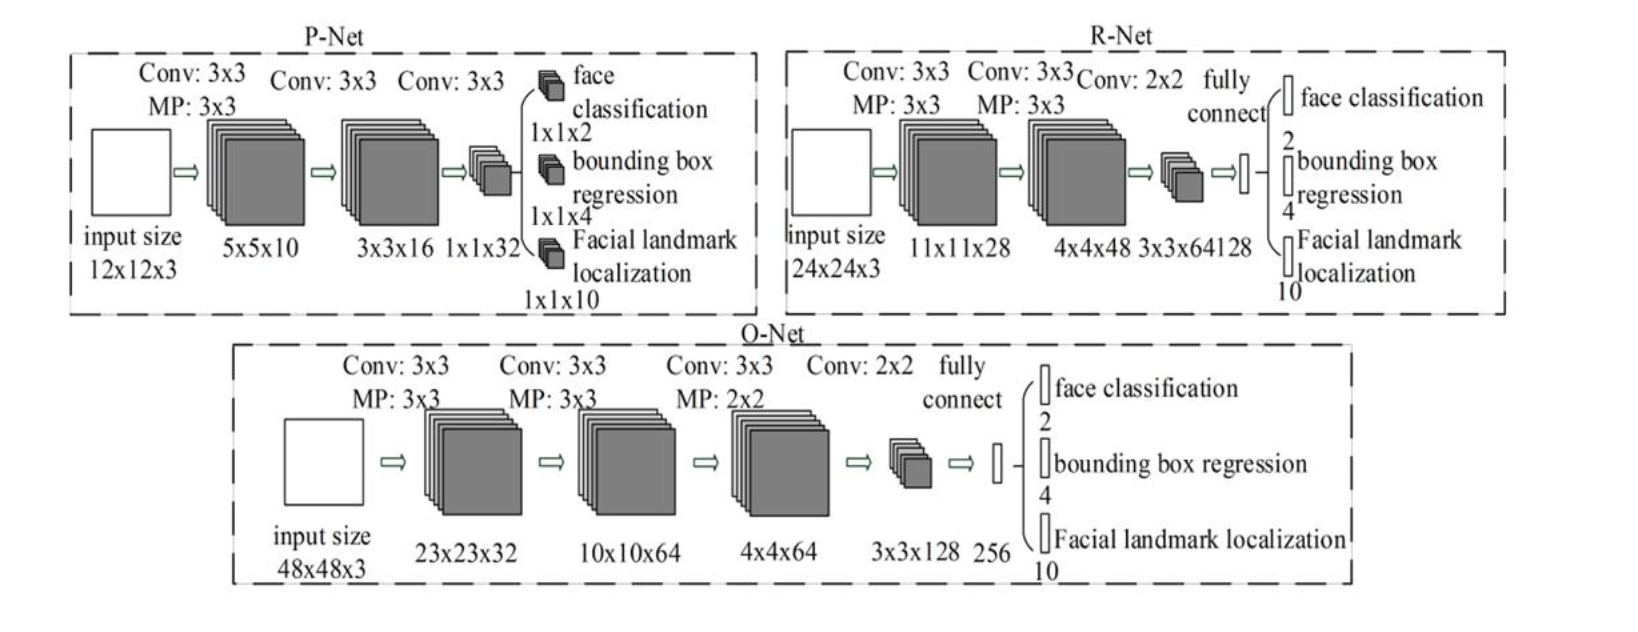 P-Net
Conv: 3x3
MP: 3x3
Conv: 3x3
Conv: 3x3
face
classification
1x1x2
bounding box
regression
1x1x4
Facial landmark
localization
1x1x10
input size
12x12x3
5x5x10
3x3x16
1x1x32
R-Net
Conv: 3x3
MP: 3x3
Conv: 3x3
MP: 3x3
Conv: 2x2
fully
connect
face classification
2
bounding box
regression
4
Facial landmark
localization
10
input size
24x24x3
11x11x28
4x4x48
3x3x64
128
O-Net
Conv: 3x3
MP: 3x3
Conv: 3x3
MP: 3x3
Conv: 3x3
MP: 2x2
Conv: 2x2
fully
connect
face classification
2
bounding box regression
4
Facial landmark localization
10
input size
48x48x3
23x23x32
10x10x64
4x4x64
3x3x128
256